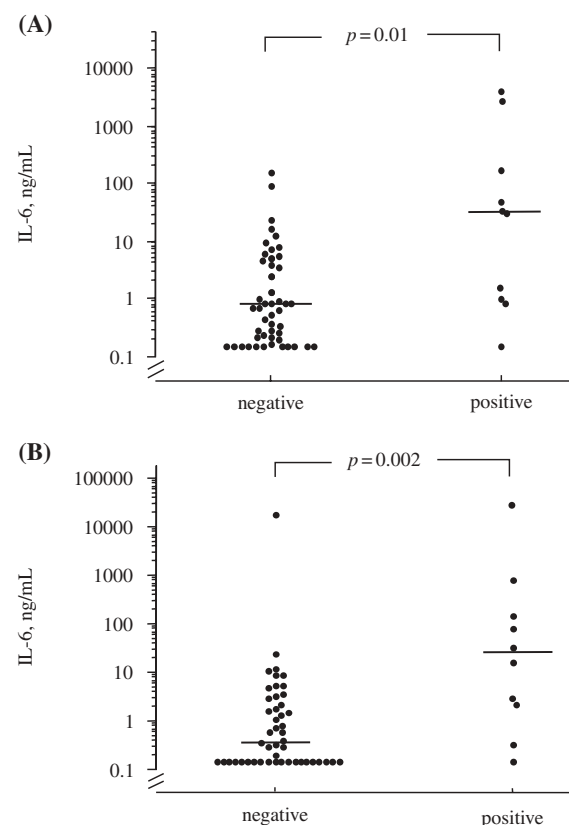 (A)
p=0.01
10000
1000
100
10
1
0.1
IL-6, ng/mL
negative
positive
(B)
p=0.002
100000
10000
1000
100
10
1
0.1
IL-6, ng/mL
negative
positive